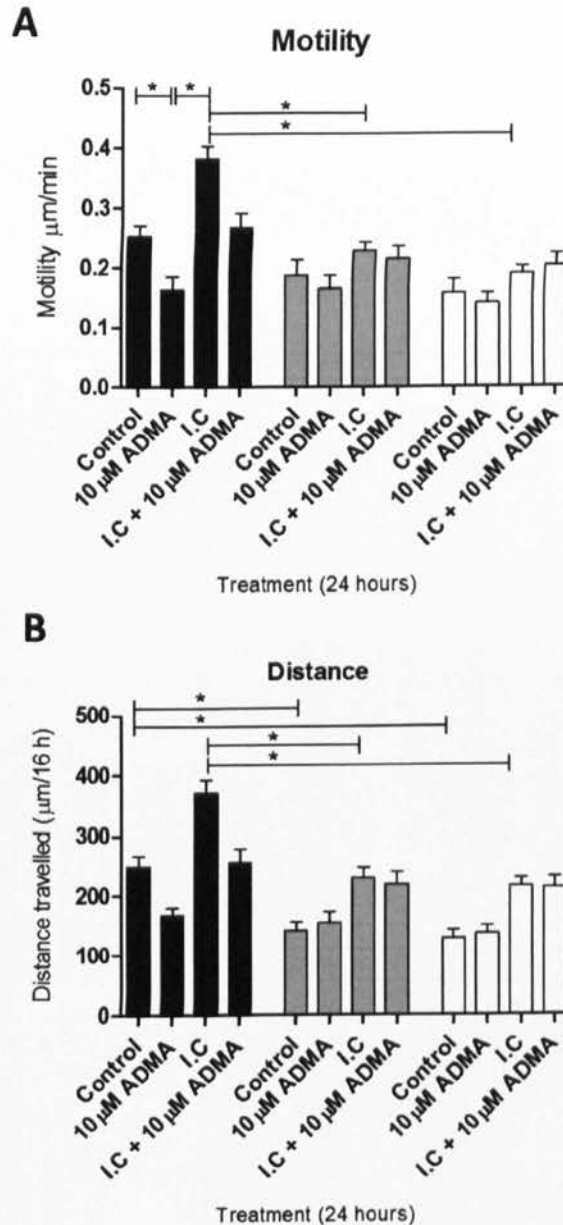 A
Motility
* *
*
*
0.5
0.4
0.3
0.2
0.1
0.0
Motility μm/min
Control
10 μM ADMA
I.C
I.C + 10 μM ADMA
Control
10 μM ADMA
I.C
I.C + 10 μM ADMA
Control
10 μM ADMA
I.C
I.C + 10 μM ADMA
Treatment (24 hours)
B
Distance
*
*
*
*
500
400
300
200
100
0
Distance travelled (μm/16 h)
Control
10 μM ADMA
I.C
I.C + 10 μM ADMA
Control
10 μM ADMA
I.C
I.C + 10 μM ADMA
Control
10 μM ADMA
I.C
I.C + 10 μM ADMA
Treatment (24 hours)